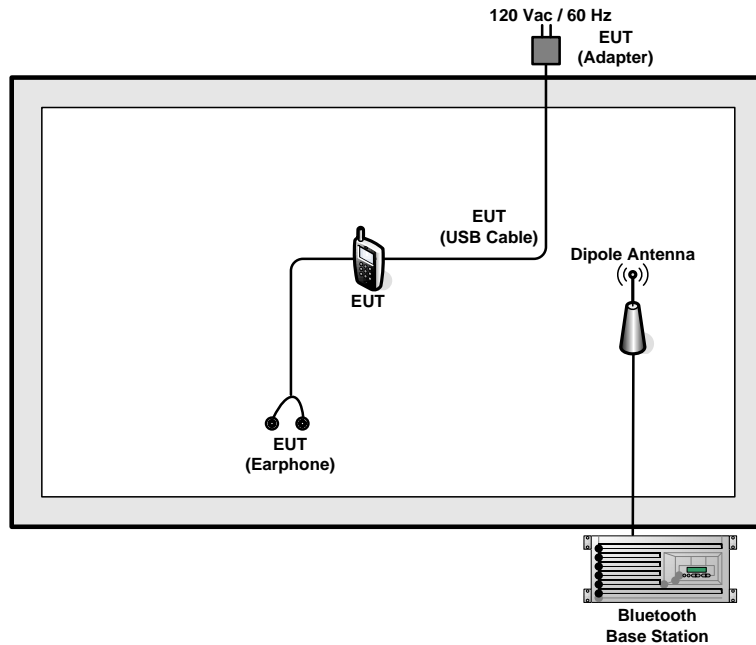 120 Vac / 60 Hz
EUT
(Adapter)
EUT
(USB Cable)
Dipole Antenna
EUT
EUT
(Earphone)
Bluetooth
Base Station